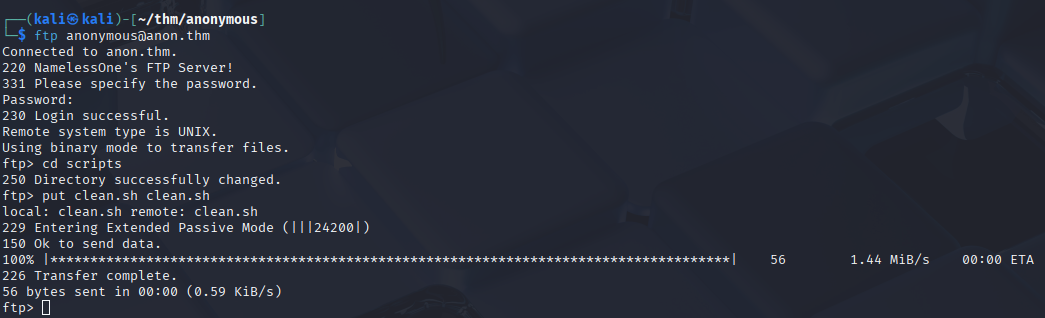 ┌──(kali㉿kali)-[~/thm/anonymous]
└─$ ftp anonymous@anon.thm
Connected to anon.thm.
220 NamelessOne's FTP Server!
331 Please specify the password.
Password:
230 Login successful.
Remote system type is UNIX.
Using binary mode to transfer files.
ftp> cd scripts
250 Directory successfully changed.
ftp> put clean.sh clean.sh
local: clean.sh remote: clean.sh
229 Entering Extended Passive Mode (|||24200|)
150 Ok to send data.
100% |*************************************************************************************| 56 1.44 MiB/s 00:00 ETA
226 Transfer complete.
56 bytes sent in 00:00 (0.59 KiB/s)
ftp>